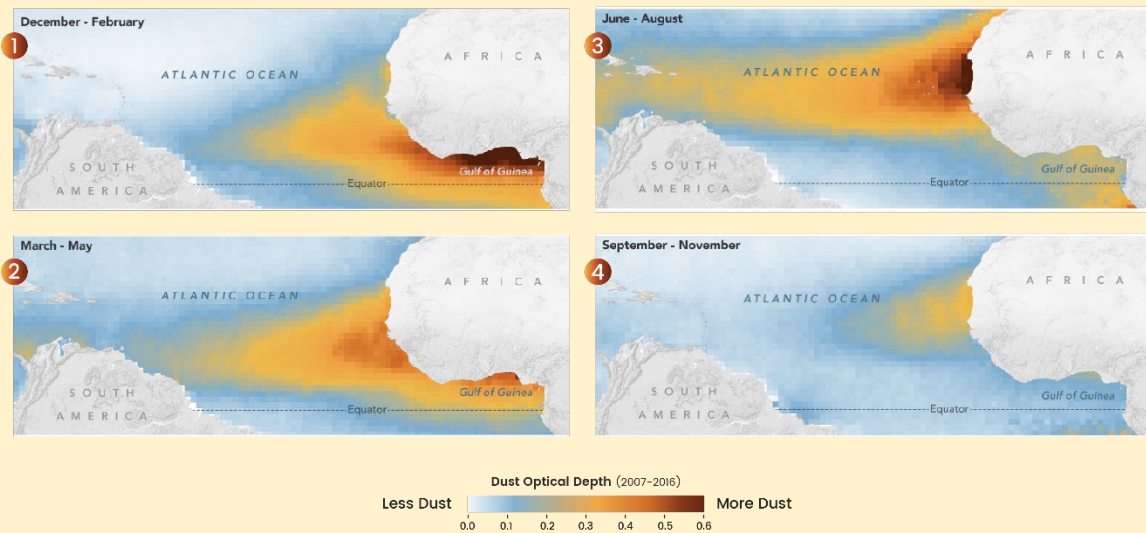 December - February
1
AFRICA
ATLANTIC OCEAN
SOUTH
AMERICA
Gulf of Guinea
Equator
June - August
3
AFRICA
ATLANTIC OCEAN
SOUTH
AMERICA
Gulf of Guinea
Equator
March - May
2
AFRICA
ATLANTIC OCEAN
SOUTH
AMERICA
Gulf of Guinea
Equator
September - November
4
AFRICA
ATLANTIC OCEAN
SOUTH
AMERICA
Gulf of Guinea
Equator
Dust Optical Depth (2007-2016)
Less Dust More Dust
0.0 0.1 0.2 0.3 0.4 0.5 0.6